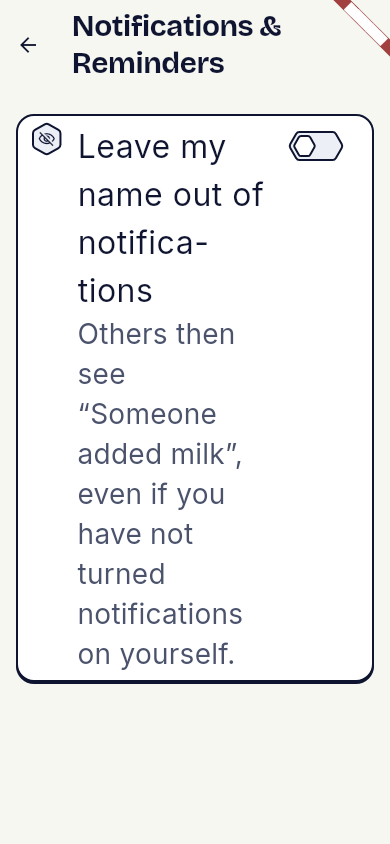 Notifications &
Reminders
Leave my
name out of
notifica-
tions
Others then
see
“Someone
added milk”,
even if you
have not
turned
notifications
on yourself.